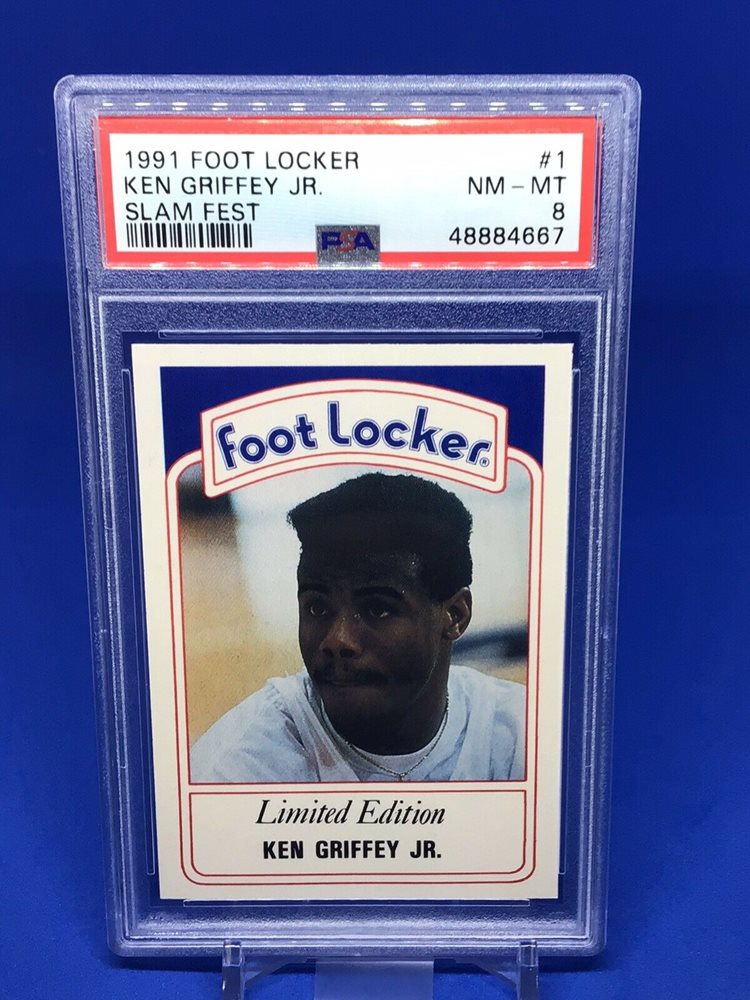 1991 FOOT LOCKER #1
KEN GRIFFEY JR. NM - MT
SLAM FEST 8
PSA 48884667
Foot Locker®
Limited Edition
KEN GRIFFEY JR.